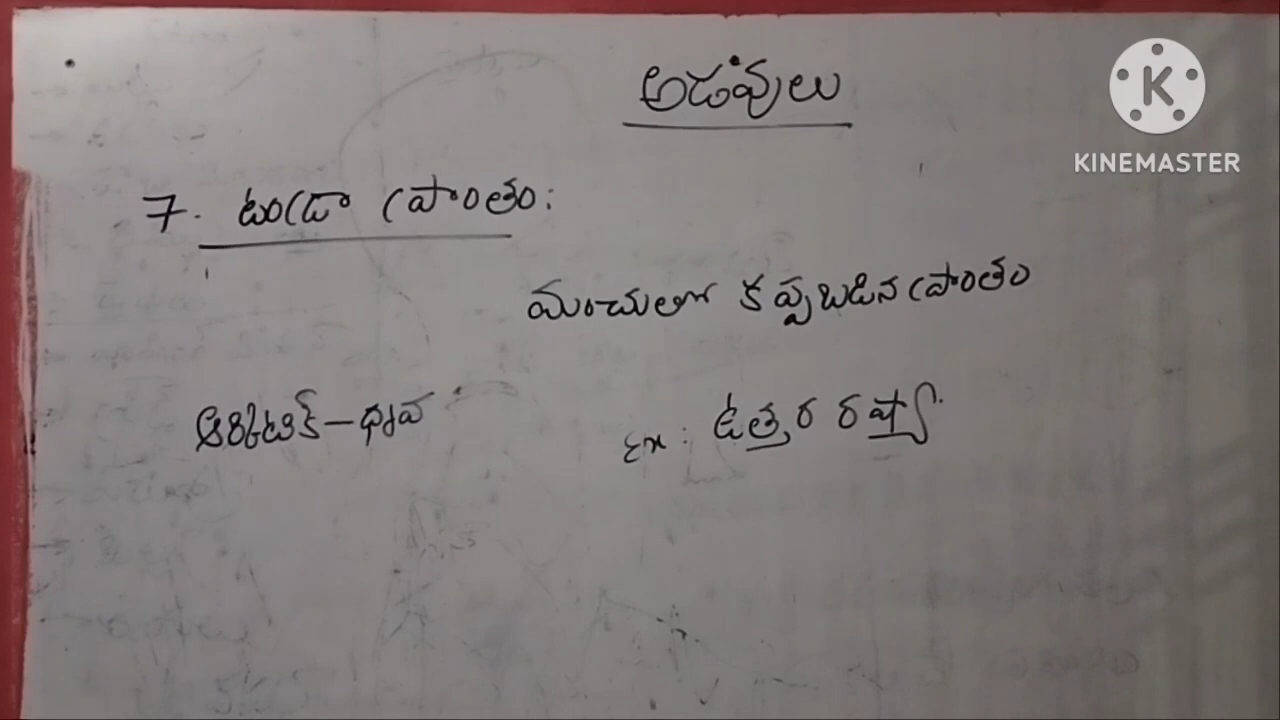 అడవులు
K
KINEMASTER
7. టండ్రా ప్రాంతం:
మంచుతో కప్పబడిన ప్రాంతం
ఆర్కిటిక్ - ధృవ
Ex: ఉత్తర రష్యా